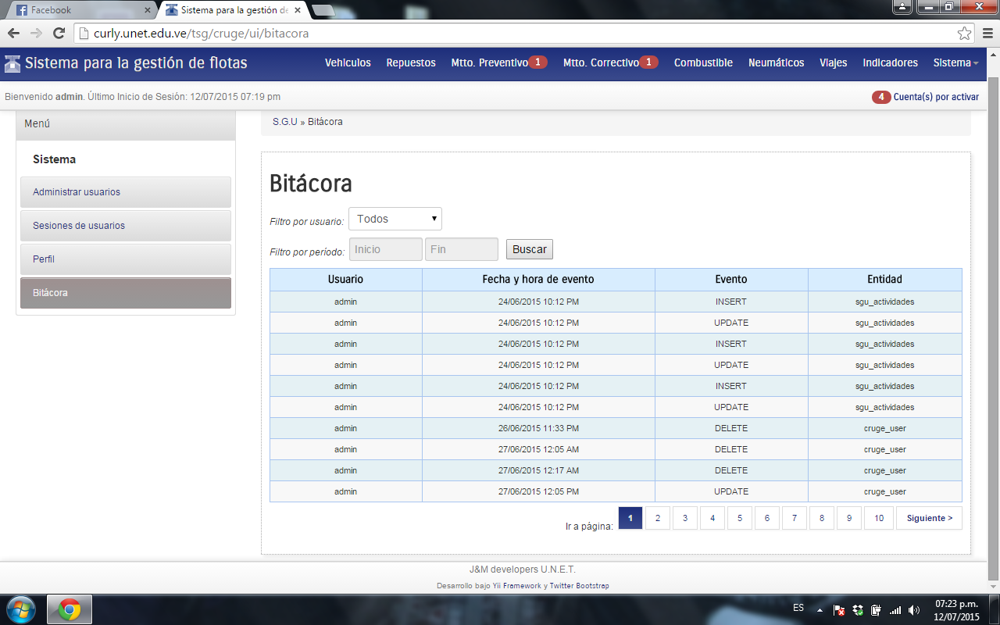 Facebook
Sistema para la gestión de
curly.unet.edu.ve/tsg/cruge/ui/bitacora
Sistema para la gestión de flotas
Vehículos Repuestos Mtto. Preventivo 1 Mtto. Correctivo 1 Combustible Neumáticos Viajes Indicadores Sistema
Bienvenido admin. Último Inicio de Sesión: 12/07/2015 07:19 pm
4 Cuenta(s) por activar
Menú
Sistema
Administrar usuarios
Sesiones de usuarios
Perfil
Bitácora
S.G.U » Bitácora
Bitácora
Filtro por usuario: Todos
Filtro por período: Inicio Fin Buscar
Usuario Fecha y hora de evento Evento Entidad
admin 24/06/2015 10:12 PM INSERT sgu_actividades
admin 24/06/2015 10:12 PM UPDATE sgu_actividades
admin 24/06/2015 10:12 PM INSERT sgu_actividades
admin 24/06/2015 10:12 PM UPDATE sgu_actividades
admin 24/06/2015 10:12 PM INSERT sgu_actividades
admin 24/06/2015 10:12 PM UPDATE sgu_actividades
admin 26/06/2015 11:33 PM DELETE cruge_user
admin 27/06/2015 12:05 AM DELETE cruge_user
admin 27/06/2015 12:17 AM DELETE cruge_user
admin 27/06/2015 12:05 PM UPDATE cruge_user
Ir a página: 1 2 3 4 5 6 7 8 9 10 Siguiente >
J&M developers U.N.E.T.
Desarrollo bajo Yii Framework y Twitter Bootstrap
ES
07:23 p.m.
12/07/2015